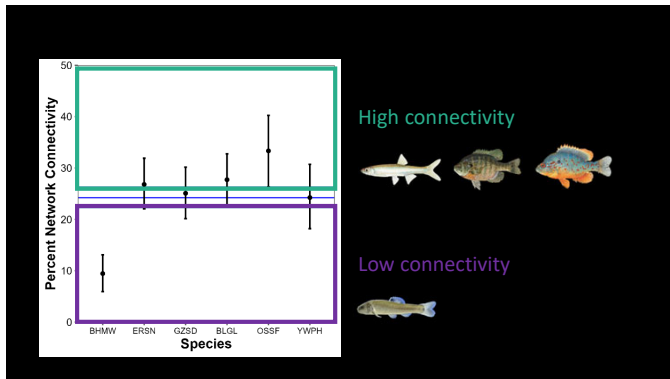 50
40
30
20
10
0
Percent Network Connectivity
BHMW ERSN GZSD BLGL OSSF YWPH
Species
High connectivity
Low connectivity